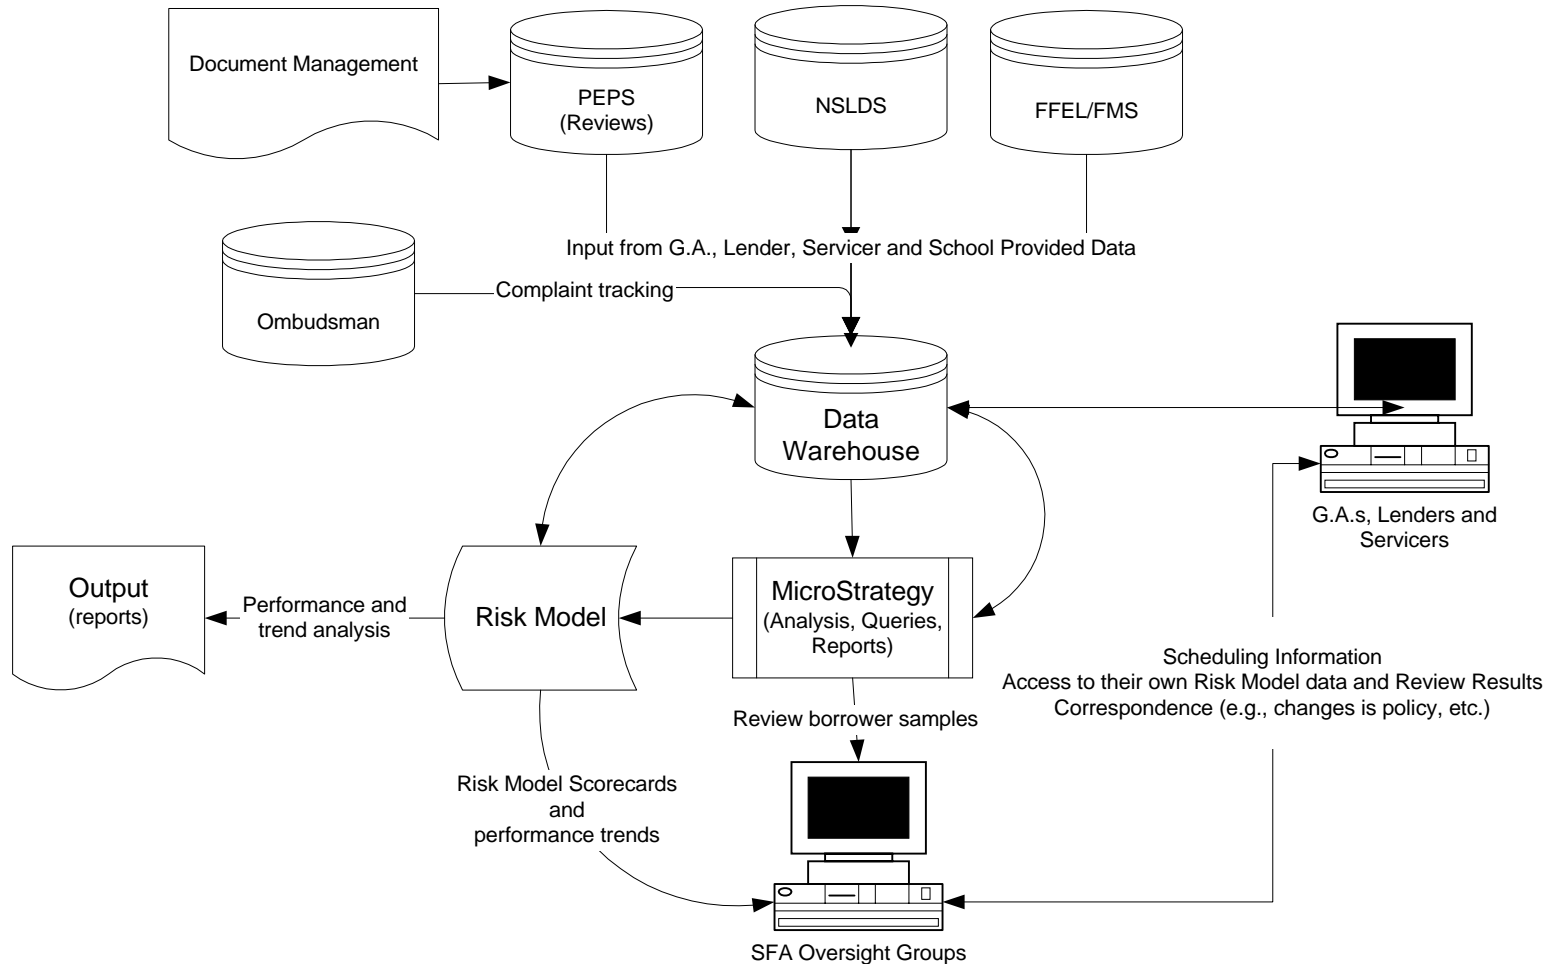 Document Management
PEPS
(Reviews)
NSLDS
FFEL/FMS
Input from G.A., Lender, Servicer and School Provided Data
Complaint tracking
Ombudsman
Data
Warehouse
G.A.s, Lenders and
Servicers
Output
(reports)
Performance and
trend analysis
Risk Model
MicroStrategy
(Analysis, Queries,
Reports)
Scheduling Information
Access to their own Risk Model data and Review Results
Correspondence (e.g., changes is policy, etc.)
Review borrower samples
Risk Model Scorecards
and
performance trends
SFA Oversight Groups